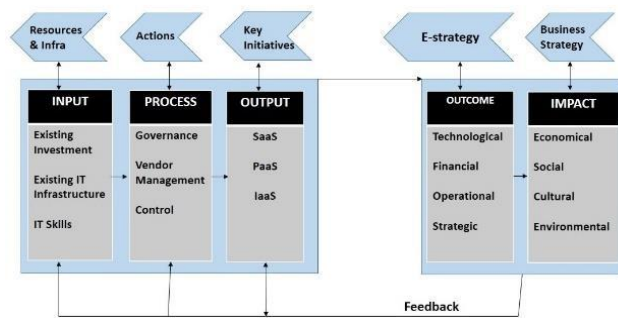 Resources
& Infra
Actions
Key
Initiatives
E-strategy
Business
Strategy
INPUT
Existing
Investment
Existing IT
Infrastructure
IT Skills
PROCESS
Governance
Vendor
Management
Control
OUTPUT
SaaS
PaaS
IaaS
OUTCOME
Technological
Financial
Operational
Strategic
IMPACT
Economical
Social
Cultural
Environmental
Feedback